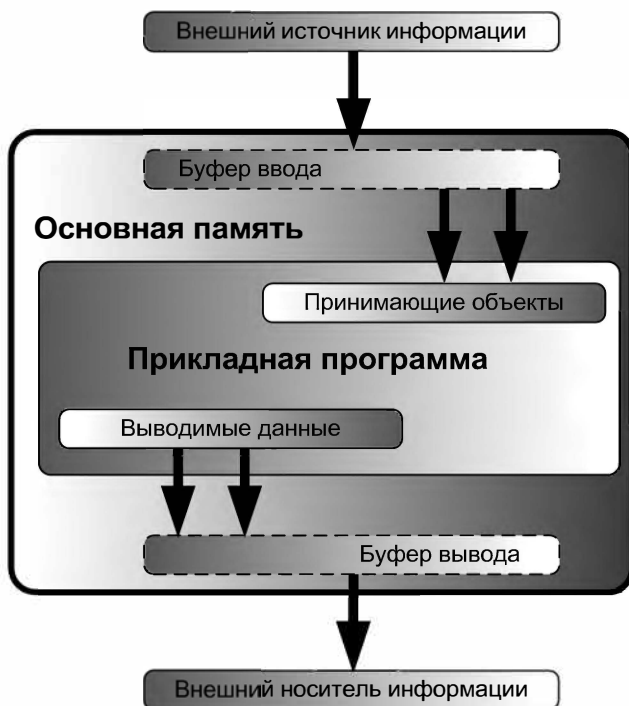 Внешний источник информации
Буфер ввода
Основная память
Принимающие объекты
Прикладная программа
Выводимые данные
Буфер вывода
Внешний носитель информации